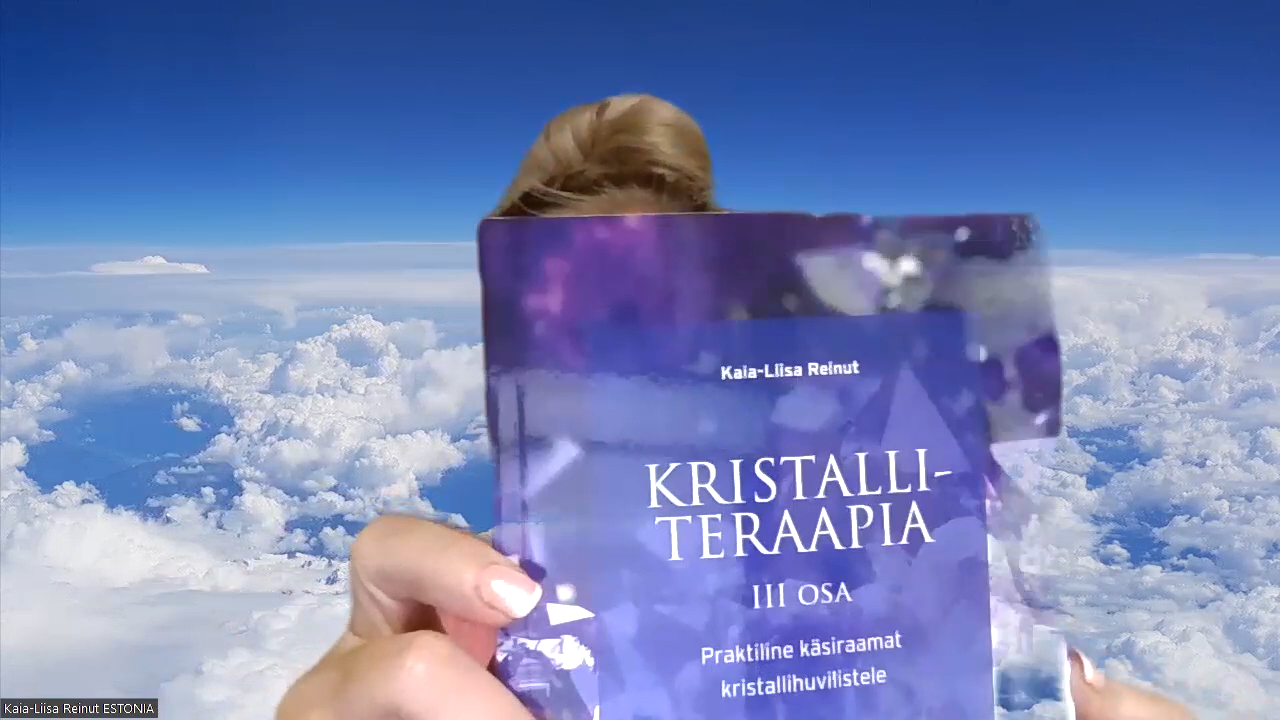 Kaia-Liisa Reinut
KRISTALLI-
TERAAPIA
III OSA
Praktiline käsiraamat
kristallihuvilistele
Kaia-Liisa Reinut ESTONIA